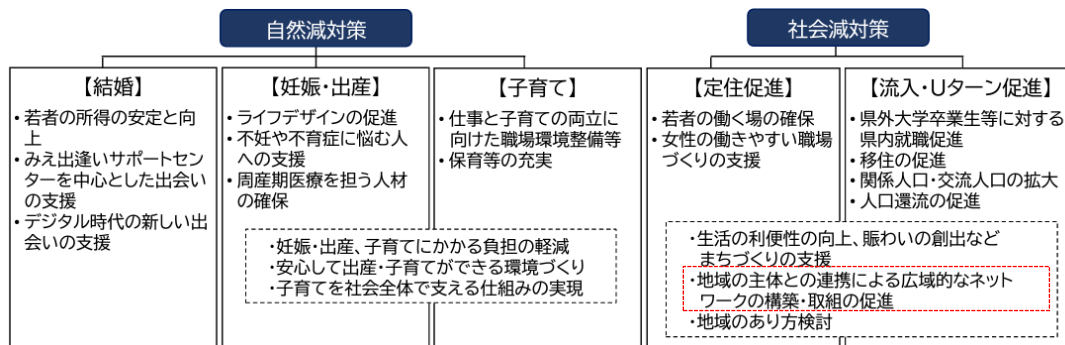 自然減対策
社会減対策
【結婚】
・若者の所得の安定と向
上
・みえ出逢いサポートセン
ターを中心とした出会い
の支援
・デジタル時代の新しい出
会いの支援
【妊娠・出産】
・ライフデザインの促進
・不妊や不育症に悩む人
への支援
・周産期医療を担う人材
の確保
【子育て】
・仕事と子育ての両立に
向けた職場環境整備等
・保育等の充実
・妊娠・出産、子育てにかかる負担の軽減
・安心して出産・子育てができる環境づくり
・子育てを社会全体で支える仕組みの実現
【定住促進】
・若者の働く場の確保
・女性の働きやすい職場
づくりの支援
【流入・Uターン促進】
・県外大学卒業生等に対する
県内就職促進
・移住の促進
・関係人口・交流人口の拡大
・人口還流の促進
・生活の利便性の向上、賑わいの創出など
まちづくりの支援
・地域の主体との連携による広域的なネット
ワークの構築・取組の促進
・地域のあり方検討